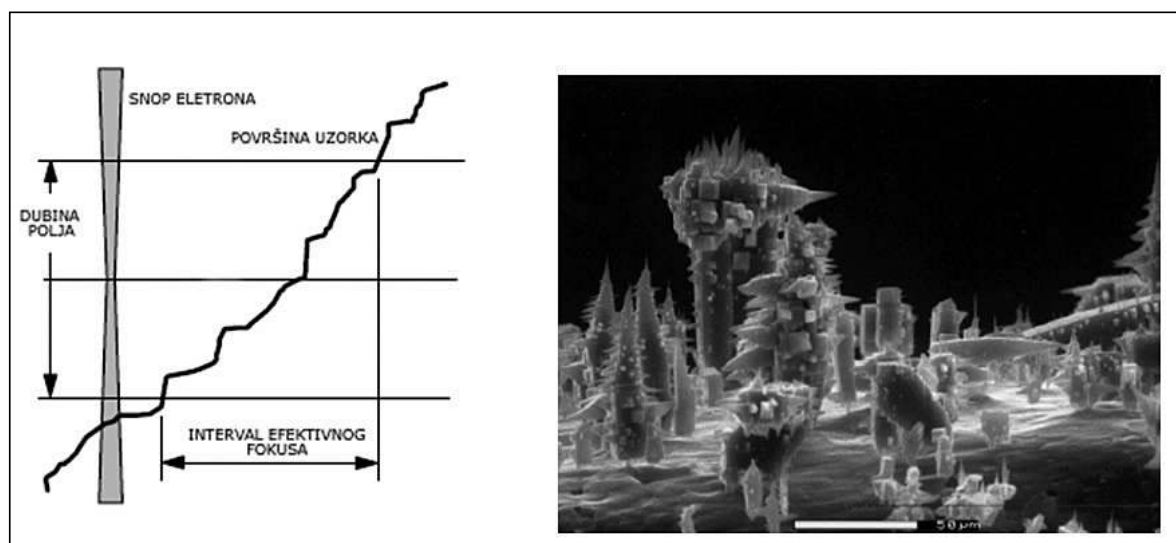 SNOP ELETRONA
POVRŠINA UZORKA
DUBINA
POLJA
INTERVAL EFEKTIVNOG
FOKUSA
50 µm